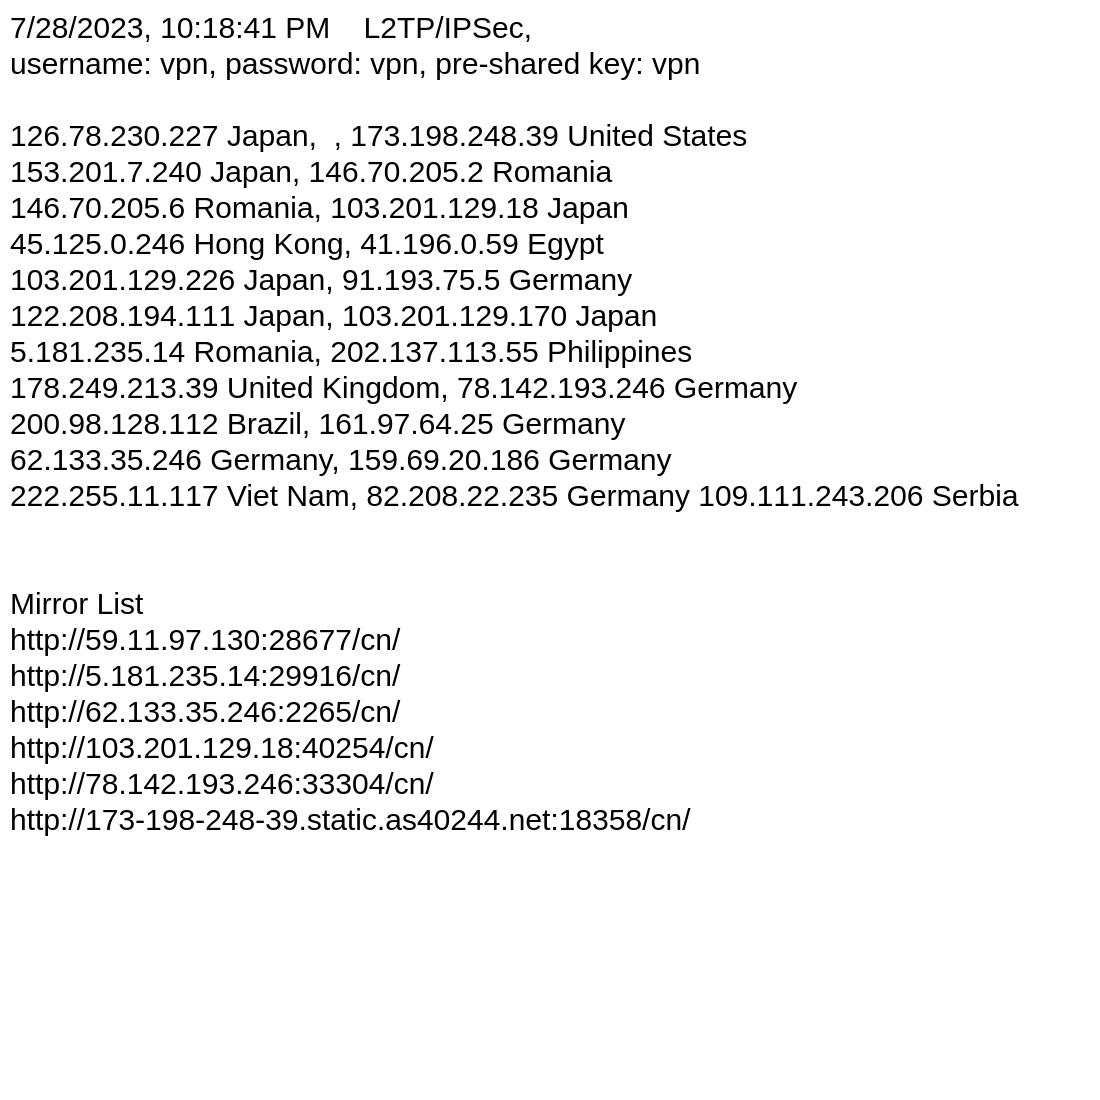 7/28/2023, 10:18:41 PM    L2TP/IPSec,
username: vpn, password: vpn, pre-shared key: vpn
126.78.230.227 Japan,  , 173.198.248.39 United States
153.201.7.240 Japan, 146.70.205.2 Romania
146.70.205.6 Romania, 103.201.129.18 Japan
45.125.0.246 Hong Kong, 41.196.0.59 Egypt
103.201.129.226 Japan, 91.193.75.5 Germany
122.208.194.111 Japan, 103.201.129.170 Japan
5.181.235.14 Romania, 202.137.113.55 Philippines
178.249.213.39 United Kingdom, 78.142.193.246 Germany
200.98.128.112 Brazil, 161.97.64.25 Germany
62.133.35.246 Germany, 159.69.20.186 Germany
222.255.11.117 Viet Nam, 82.208.22.235 Germany 109.111.243.206 Serbia
Mirror List
http://59.11.97.130:28677/cn/
http://5.181.235.14:29916/cn/
http://62.133.35.246:2265/cn/
http://103.201.129.18:40254/cn/
http://78.142.193.246:33304/cn/
http://173-198-248-39.static.as40244.net:18358/cn/